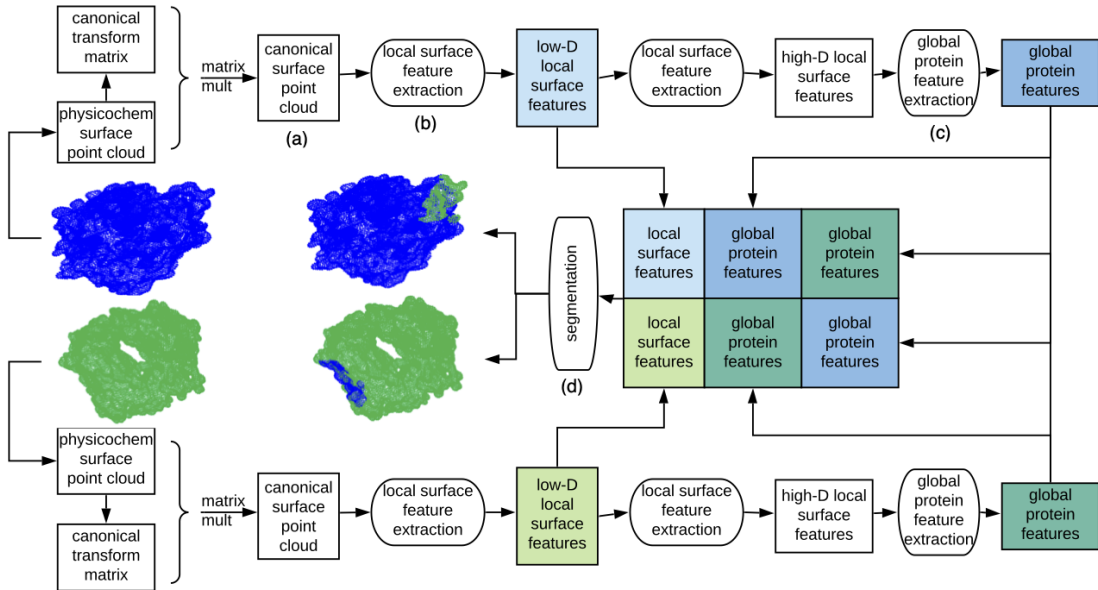 canonical
transform
matrix
physicochem
surface
point cloud
matrix
mult
canonical
surface
point
cloud
(a)
local surface
feature
extraction
(b)
low-D
local
surface
features
local surface
feature
extraction
high-D local
surface
features
global
protein
feature
extraction
(c)
global
protein
features
local
surface
features
global
protein
features
global
protein
features
segmentation
(d)
local
surface
features
global
protein
features
global
protein
features
physicochem
surface
point cloud
canonical
transform
matrix
matrix
mult
canonical
surface
point
cloud
local surface
feature
extraction
low-D
local
surface
features
local surface
feature
extraction
high-D local
surface
features
global
protein
feature
extraction
global
protein
features